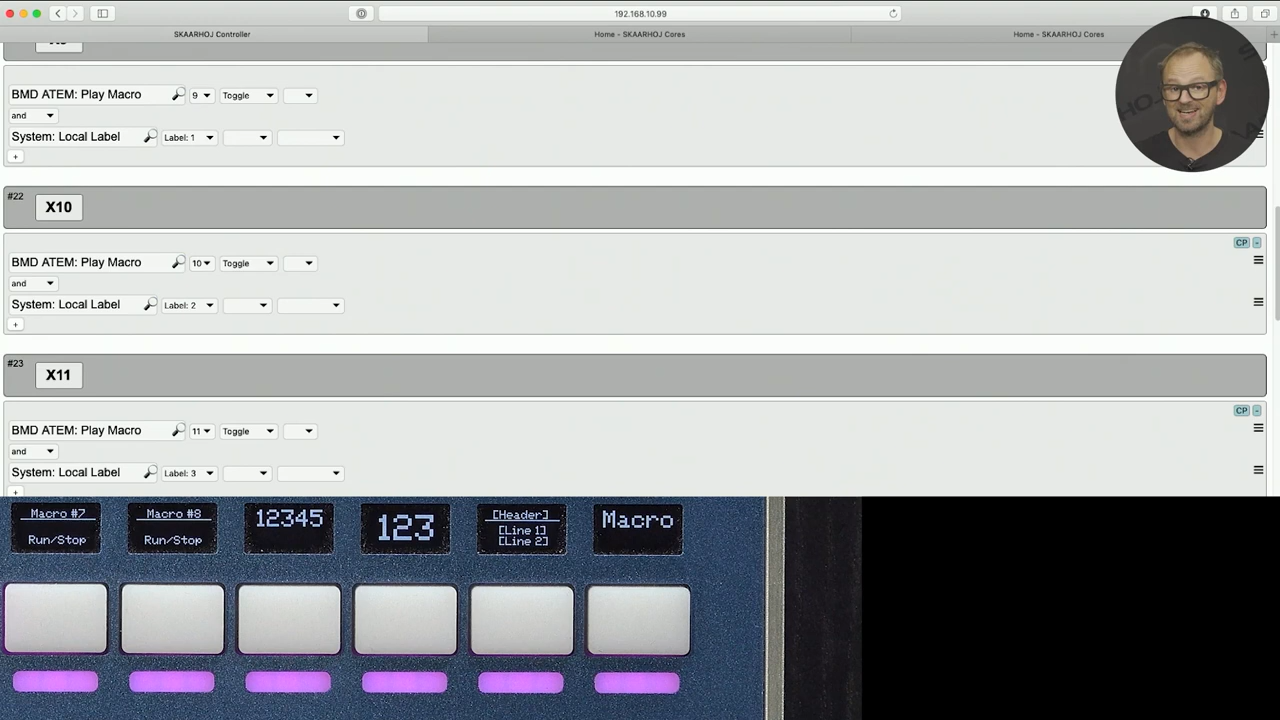 192.168.10.99
SKAARHOJ Controller
Home - SKAARHOJ Cores
Home - SKAARHOJ Cores
BMD ATEM: Play Macro 9 Toggle
and
System: Local Label Label: 1
+
#22
X10
CP -
BMD ATEM: Play Macro 10 Toggle
and
System: Local Label Label: 2
+
#23
X11
CP -
BMD ATEM: Play Macro 11 Toggle
and
System: Local Label Label: 3
+
Macro #7
Run/Stop
Macro #8
Run/Stop
12345
123
[Header]
[Line 1]
[Line 2]
Macro